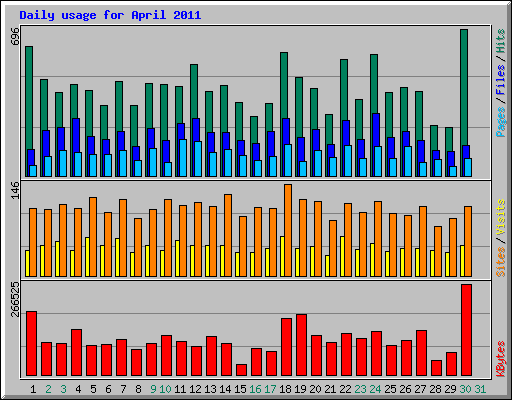 Daily usage for April 2011
696
Pages / Files / Hits
146
Sites / Visits
266525
KBytes
1 2 3 4 5 6 7 8 9 10 11 12 13 14 15 16 17 18 19 20 21 22 23 24 25 26 27 28 29 30 31